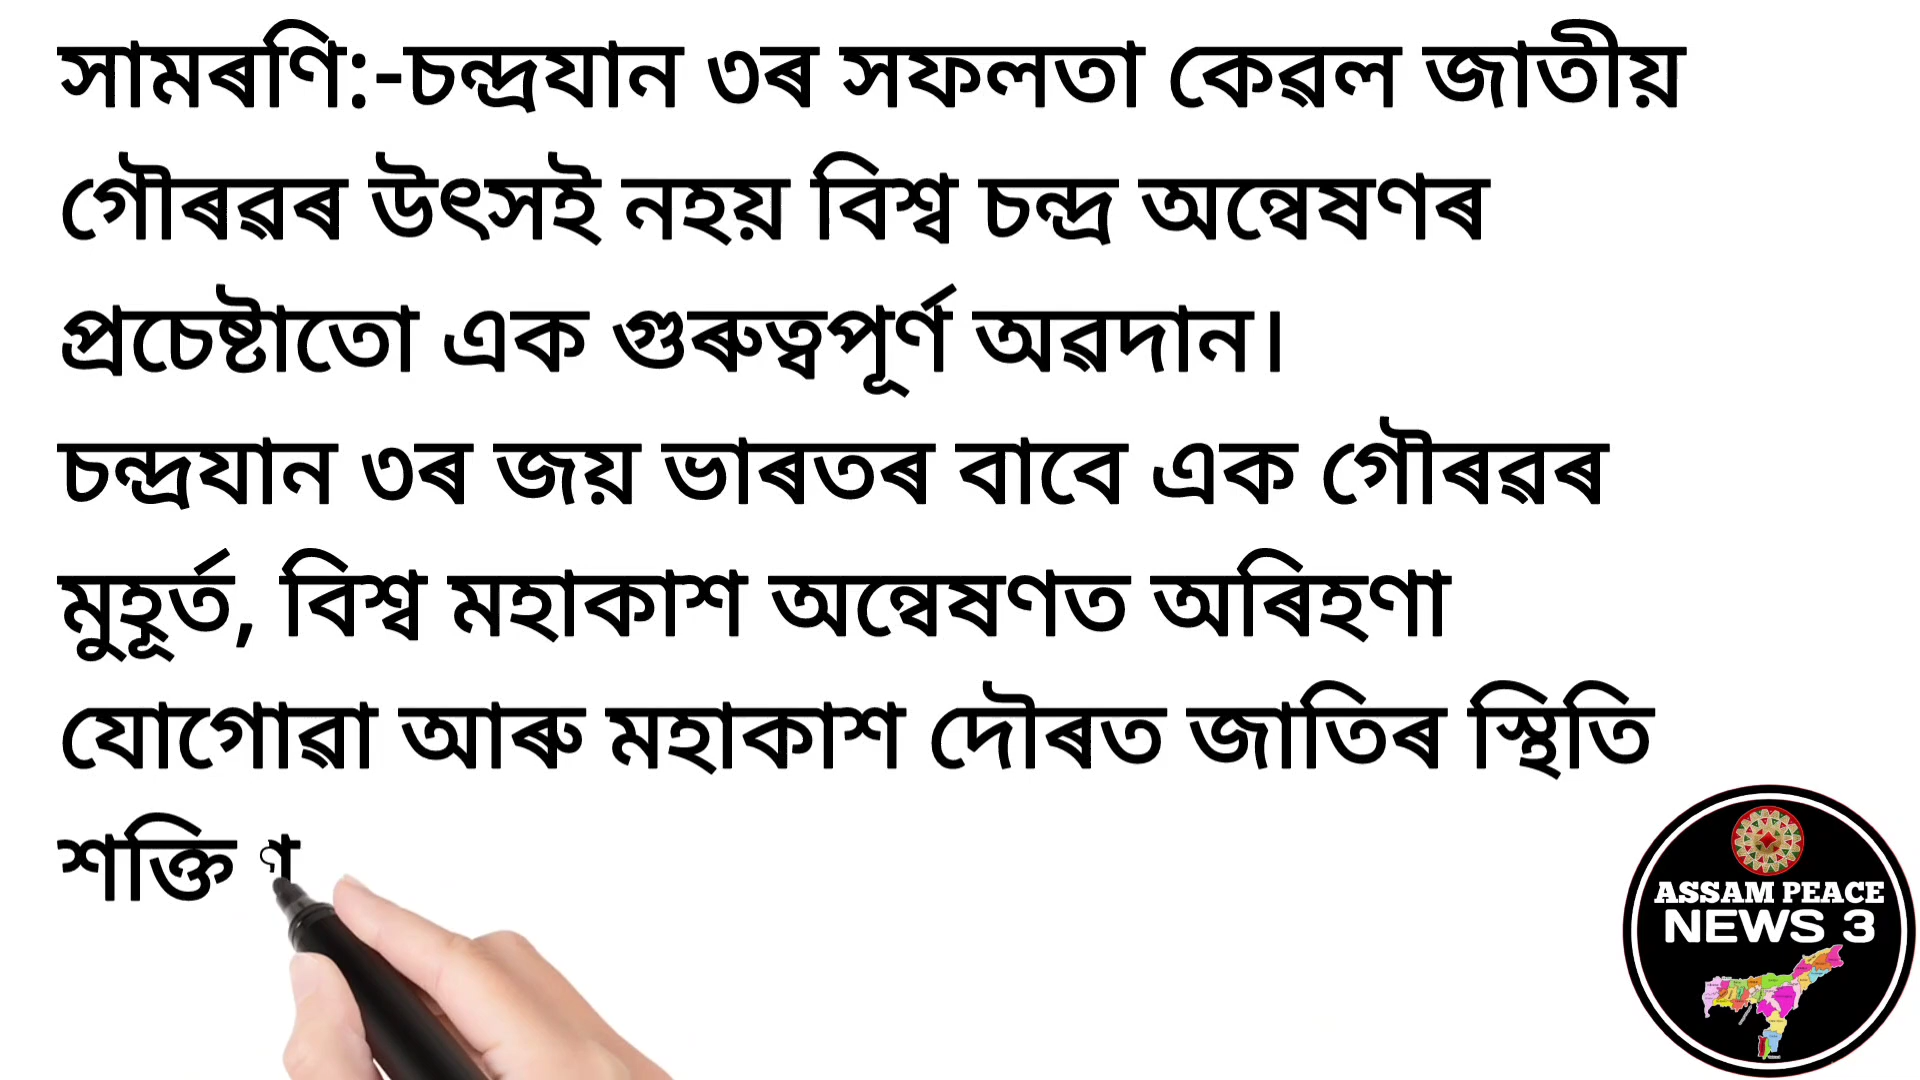 সামৰণি:-চন্দ্ৰযান ৩ৰ সফলতা কেৱল জাতীয়
গৌৰৱৰ উৎসই নহয় বিশ্ব চন্দ্ৰ অন্বেষণৰ
প্ৰচেষ্টাতো এক গুৰুত্বপূৰ্ণ অৱদান।
চন্দ্ৰযান ৩ৰ জয় ভাৰতৰ বাবে এক গৌৰৱৰ
মুহূৰ্ত, বিশ্ব মহাকাশ অন্বেষণত অৰিহণা
যোগোৱা আৰু মহাকাশ দৌৰত জাতিৰ স্থিতি
শক্তি
ASSAM PEACE
NEWS 3